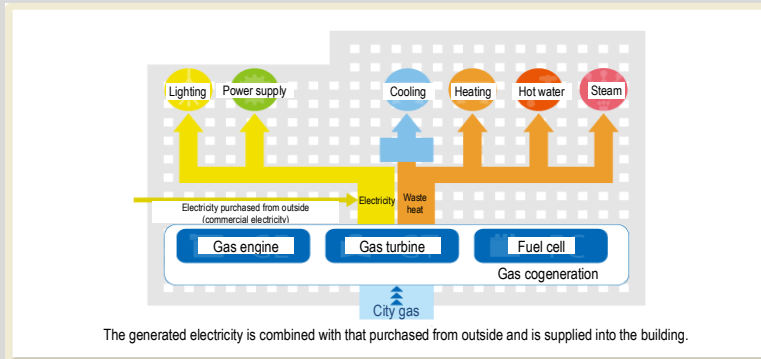 Lighting
Power supply
Cooling
Heating
Hot water
Steam
Electricity
Waste
heat
Electricity purchased from outside
(commercial electricity)
Gas engine
Gas turbine
Fuel cell
Gas cogeneration
City gas
The generated electricity is combined with that purchased from outside and is supplied into the building.